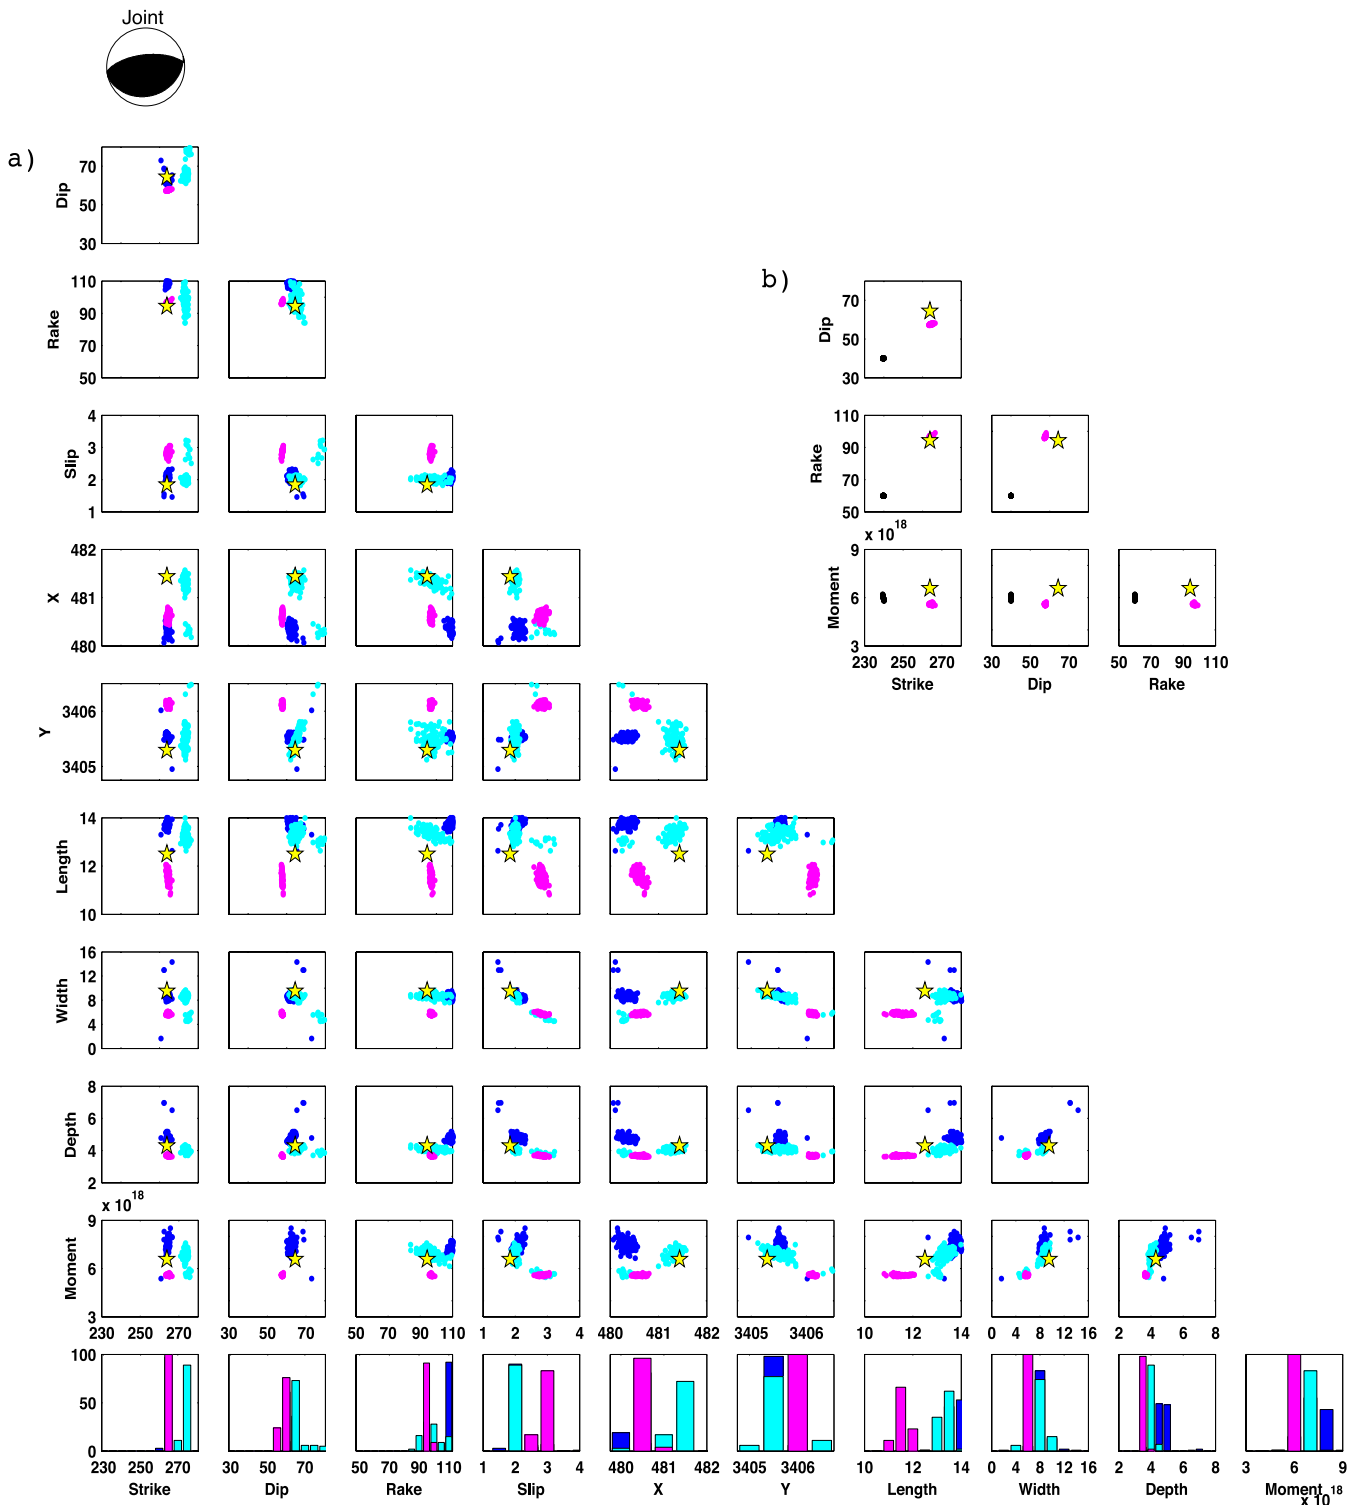 Joint
a)
70
50
30
Dip
110
90
70
50
Rake
b)
70
50
30
Dip
4
3
2
1
Slip
110
90
70
50
Rake
482
481
480
X
x 10^18
9
6
3
Moment
230 250 270
30 50 70
50 70 90 110
Strike Dip Rake
3406
3405
Y
14
12
10
Length
16
12
8
4
0
Width
8
6
4
2
Depth
x 10^18
9
6
3
Moment
230 250 270
30 50 70
50 70 90 110
1 2 3 4
480 481 482
3405 3406
10 12 14
0 4 8 12 16
2 4 6 8
100
50
0
230 250 270
30 50 70
50 70 90 110
1 2 3 4
480 481 482
3405 3406
10 12 14
0 4 8 12 16
2 4 6 8
3 6 9
Strike Dip Rake Slip X Y Length Width Depth Moment
x 10^18